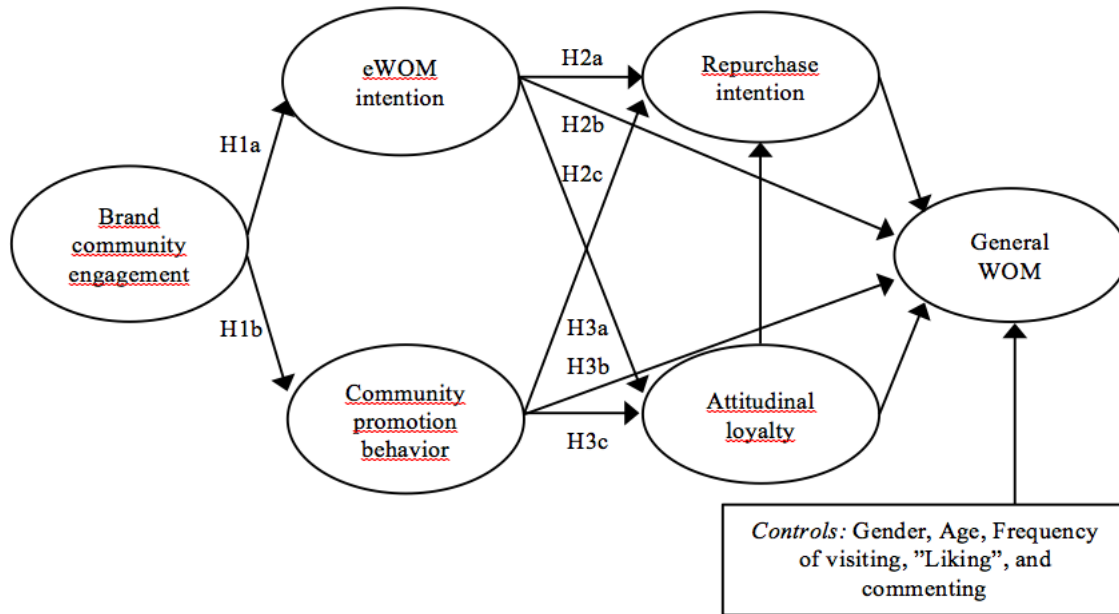 eWOM
intention
H2a
Repurchase
intention
H1a
H2b
H2c
Brand
community
engagement
General
WOM
H1b
H3a
H3b
Community
promotion
behavior
H3c
Attitudinal
loyalty
Controls: Gender, Age, Frequency
of visiting, ”Liking”, and
commenting